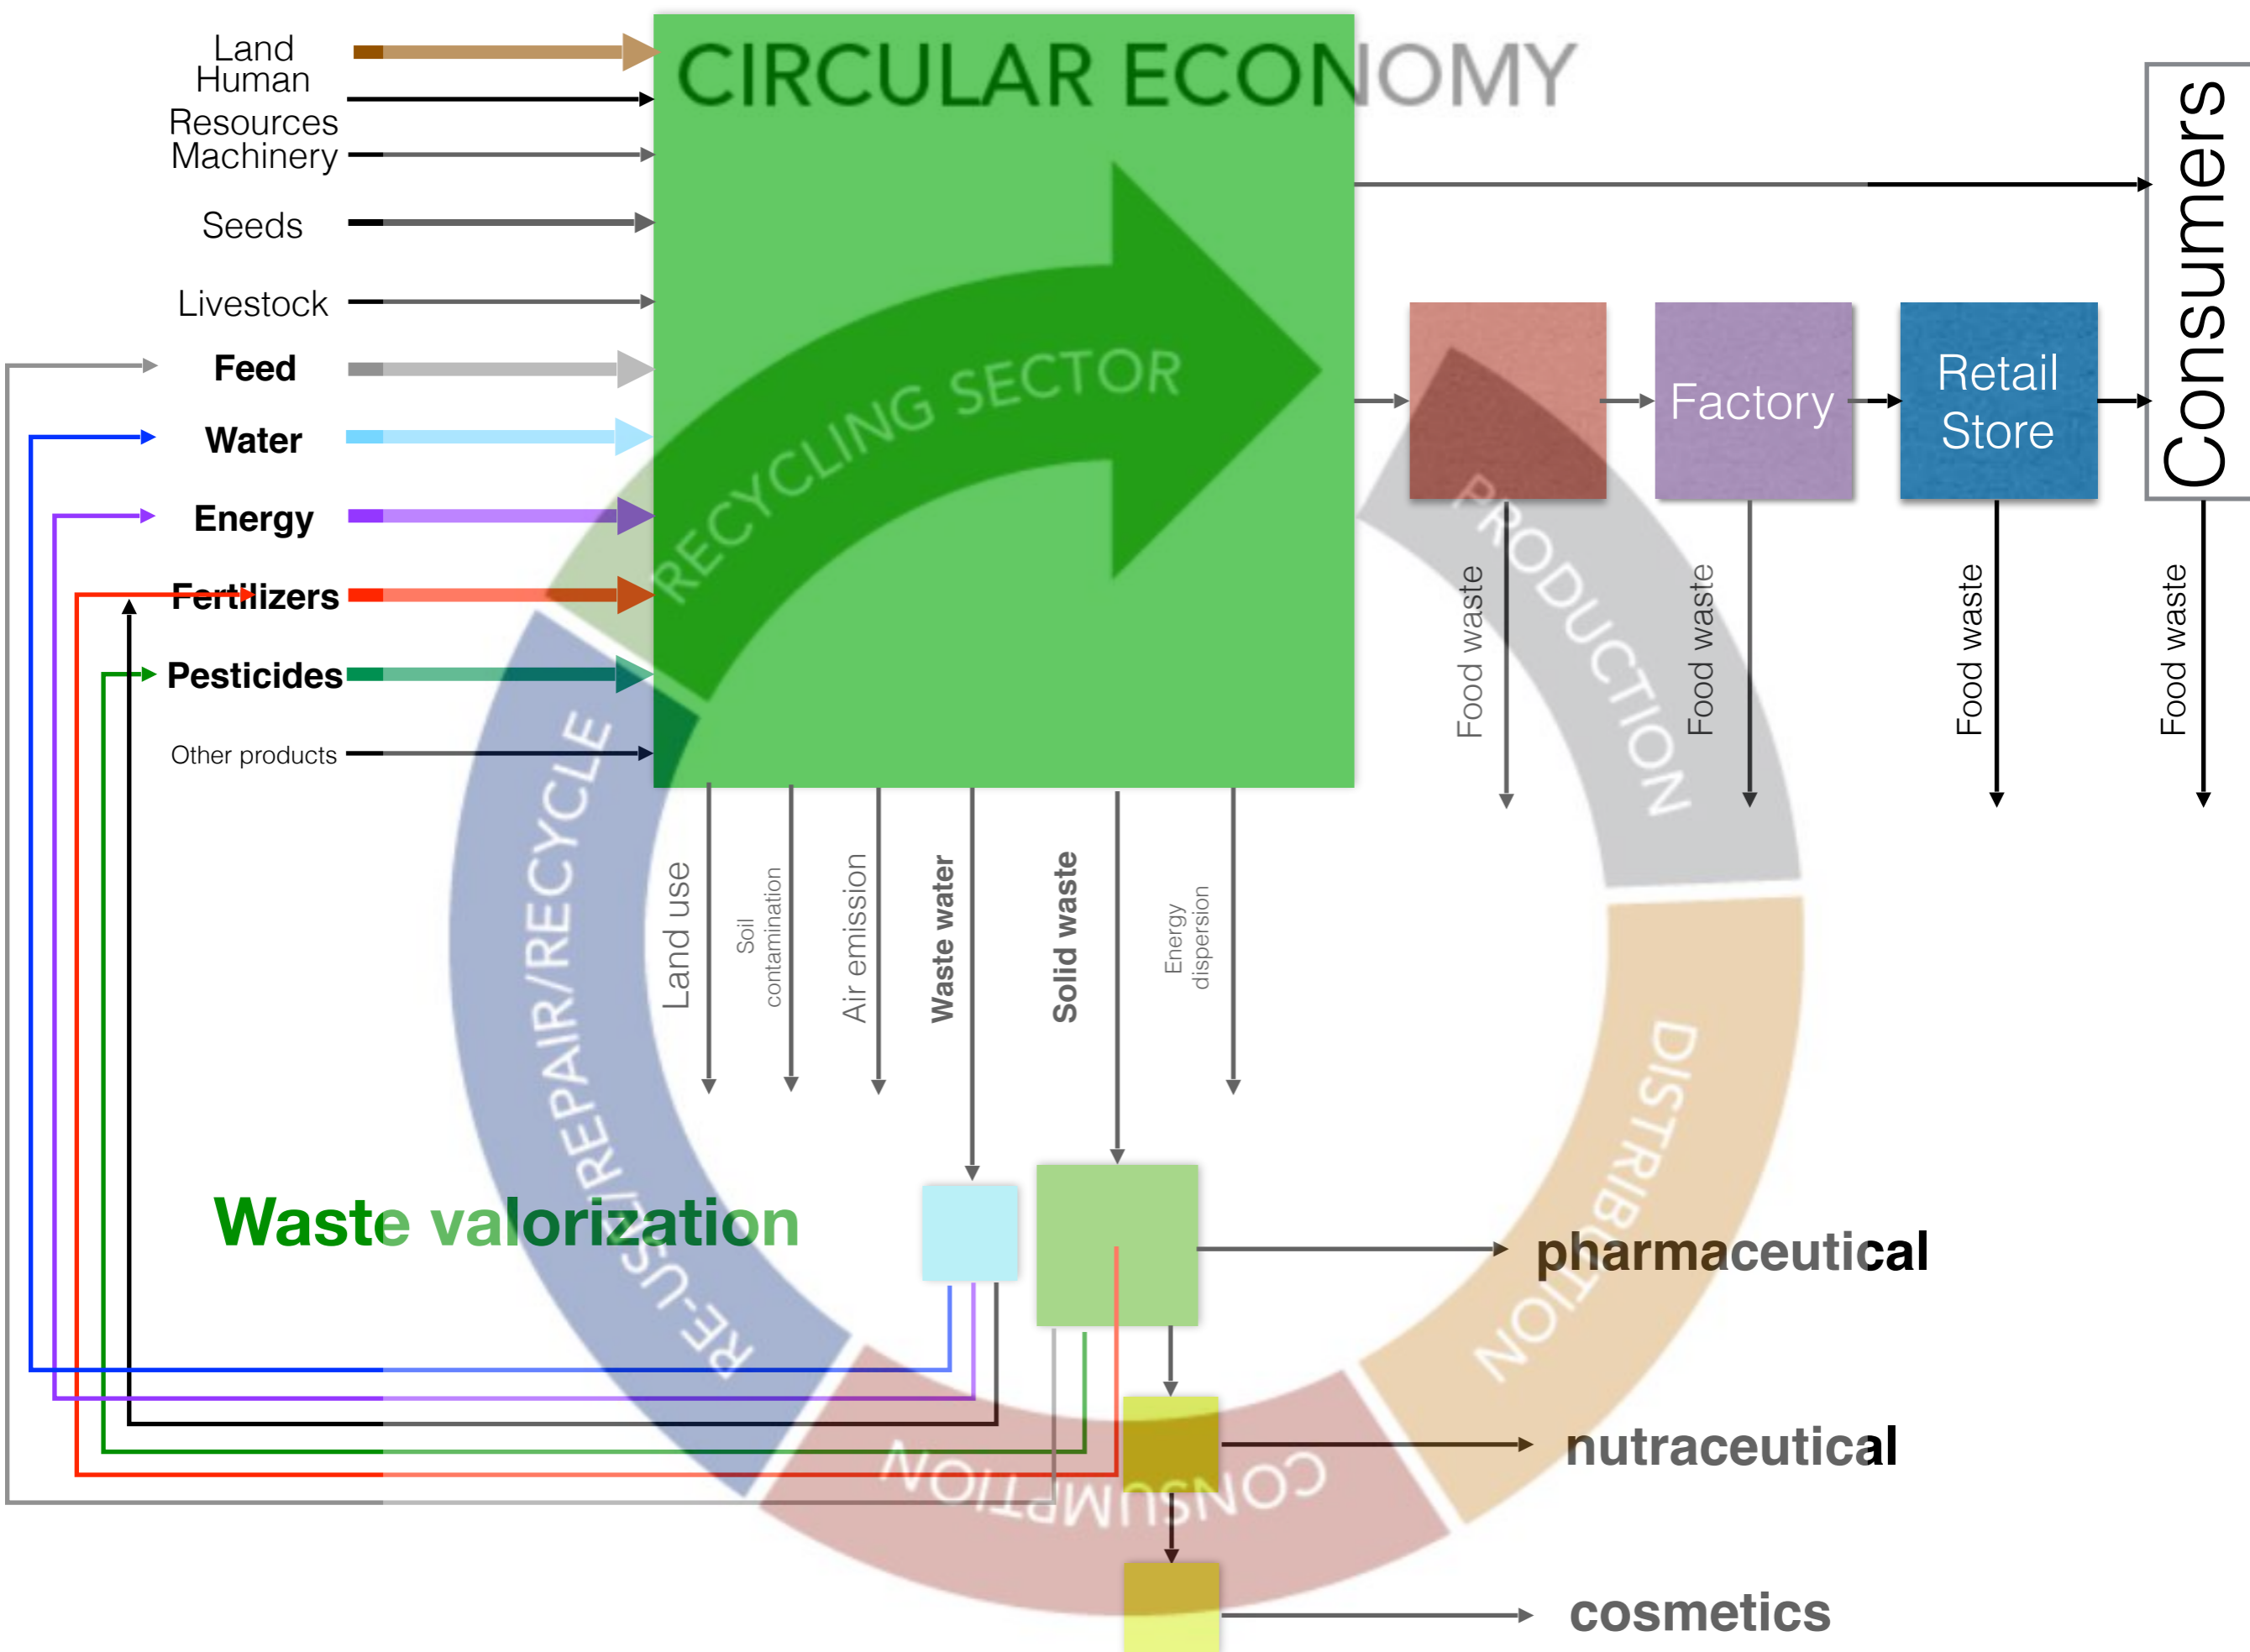 CIRCULAR ECONOMY
Land
Human
Resources
Machinery
Seeds
Livestock
Feed
Water
Energy
Fertilizers
Pesticides
Other products
RECYCLING SECTOR
Factory
Retail
Store
Consumers
PRODUCTION
Food waste
Food waste
Food waste
Food waste
RE-USE/REPAIR/RECYCLE
Land use
Soil
contamination
Air emission
Waste water
Solid waste
Energy
dispersion
DISTRIBUTION
Waste valorization
pharmaceutical
CONSUMPTION
nutraceutical
cosmetics